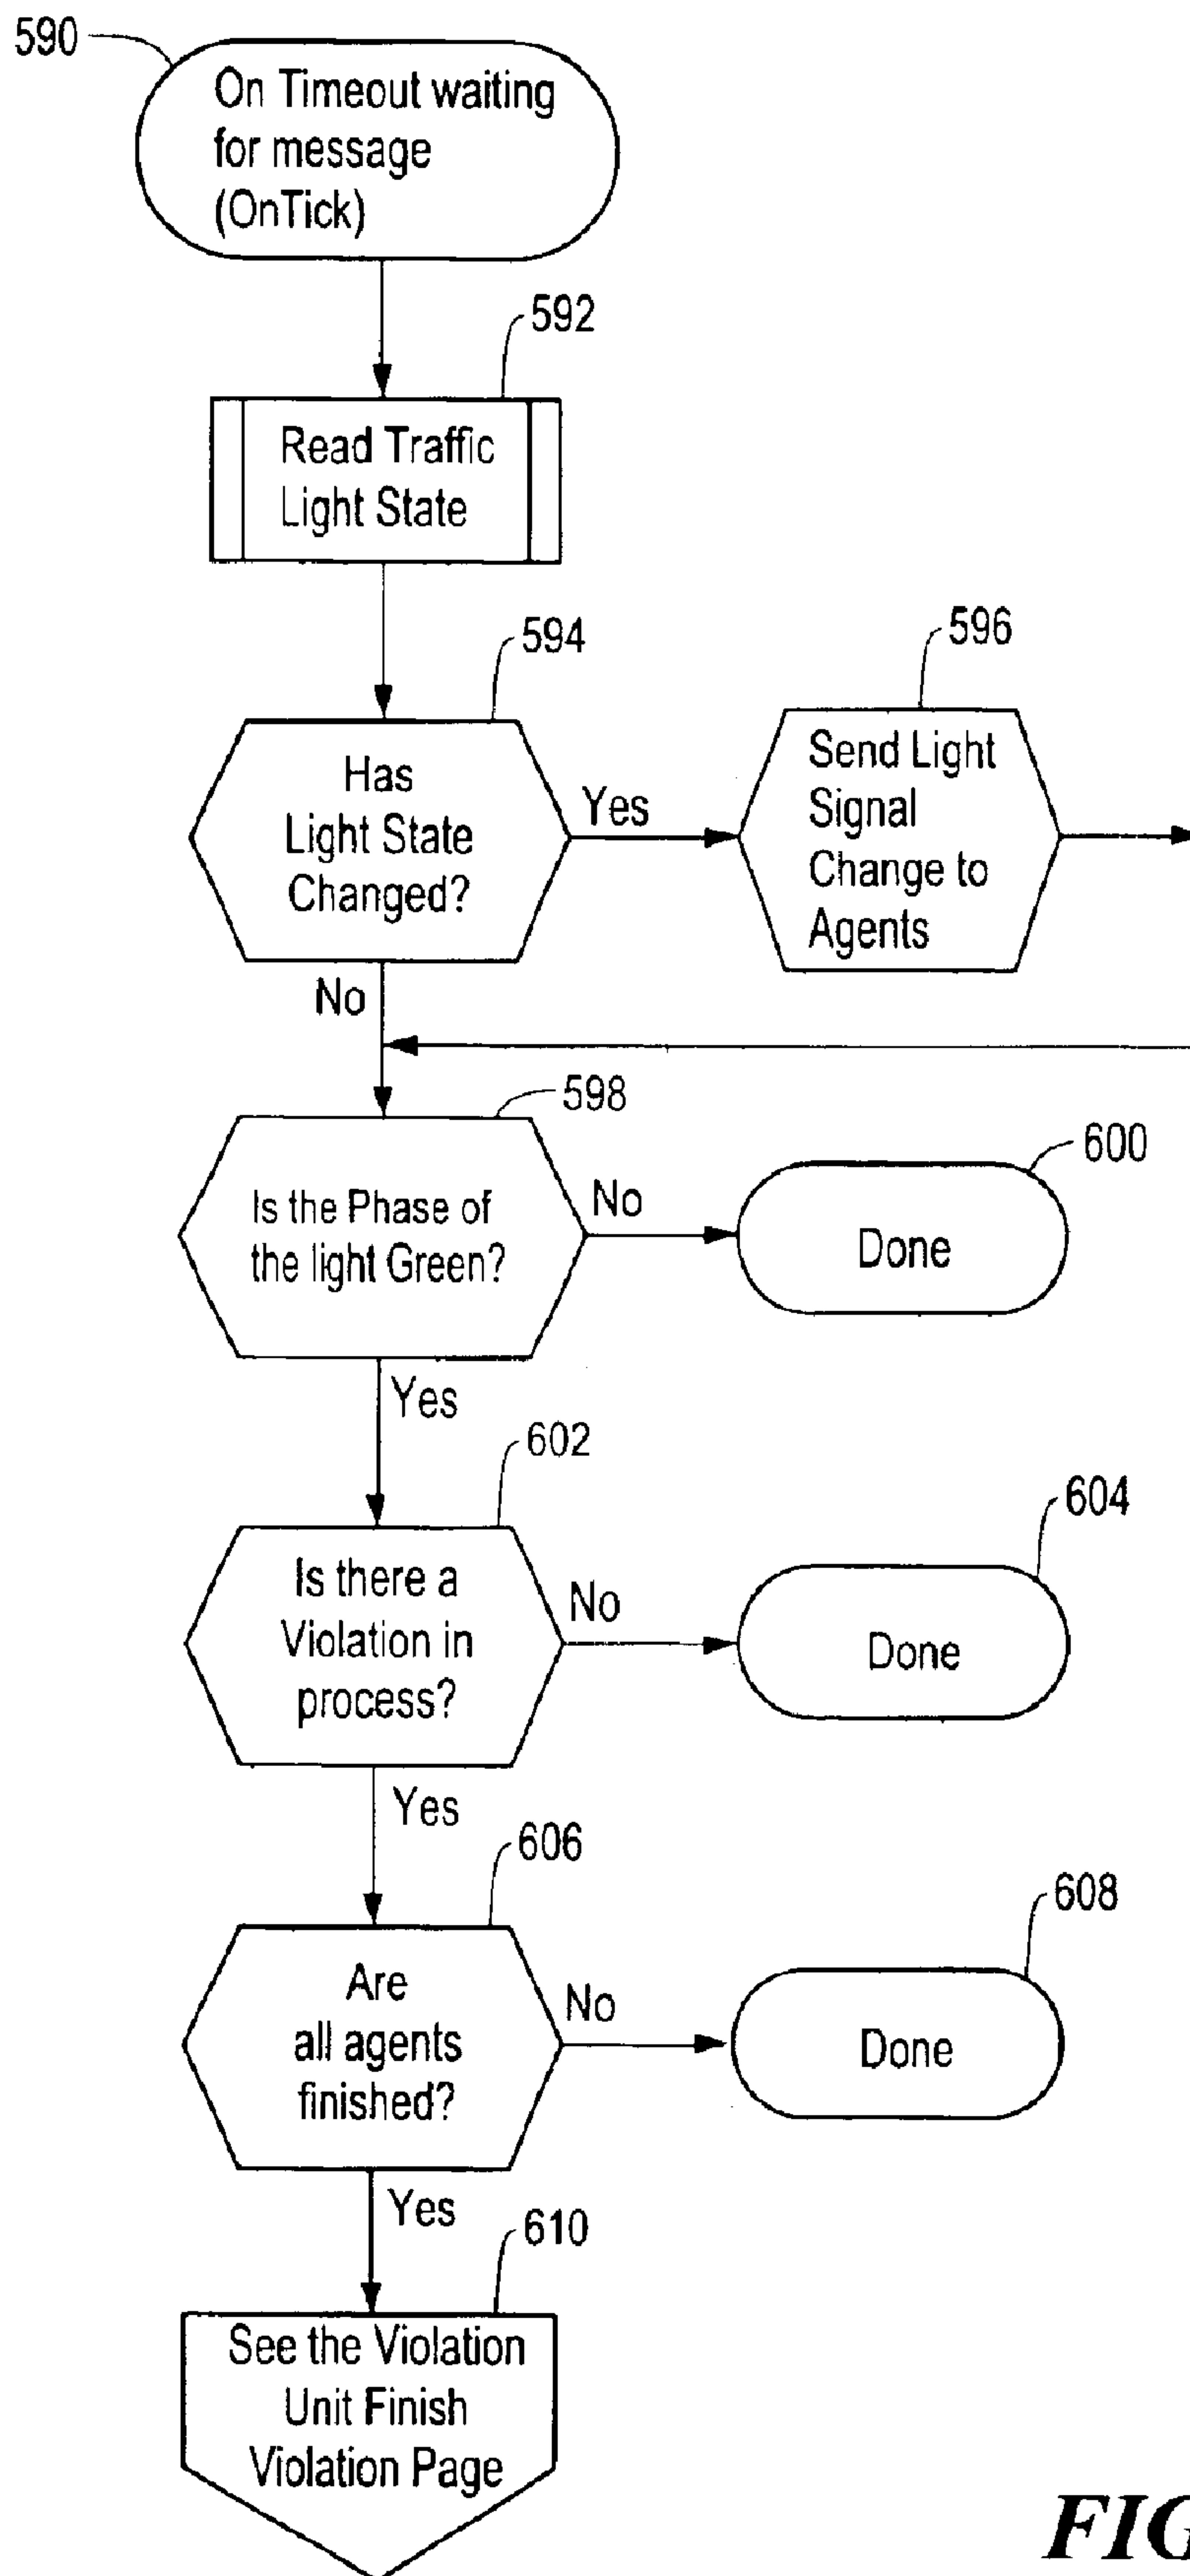 590
On Timeout waiting
for message
(OnTick)
592
Read Traffic
Light State
594
596
Has
Light State
Changed?
Yes
Send Light
Signal
Change to
Agents
No
598
600
Is the Phase of
the light Green?
No
Done
Yes
602
604
Is there a
Violation in
process?
No
Done
Yes
606
608
Are
all agents
finished?
No
Done
Yes
610
See the Violation
Unit Finish
Violation Page
FIG